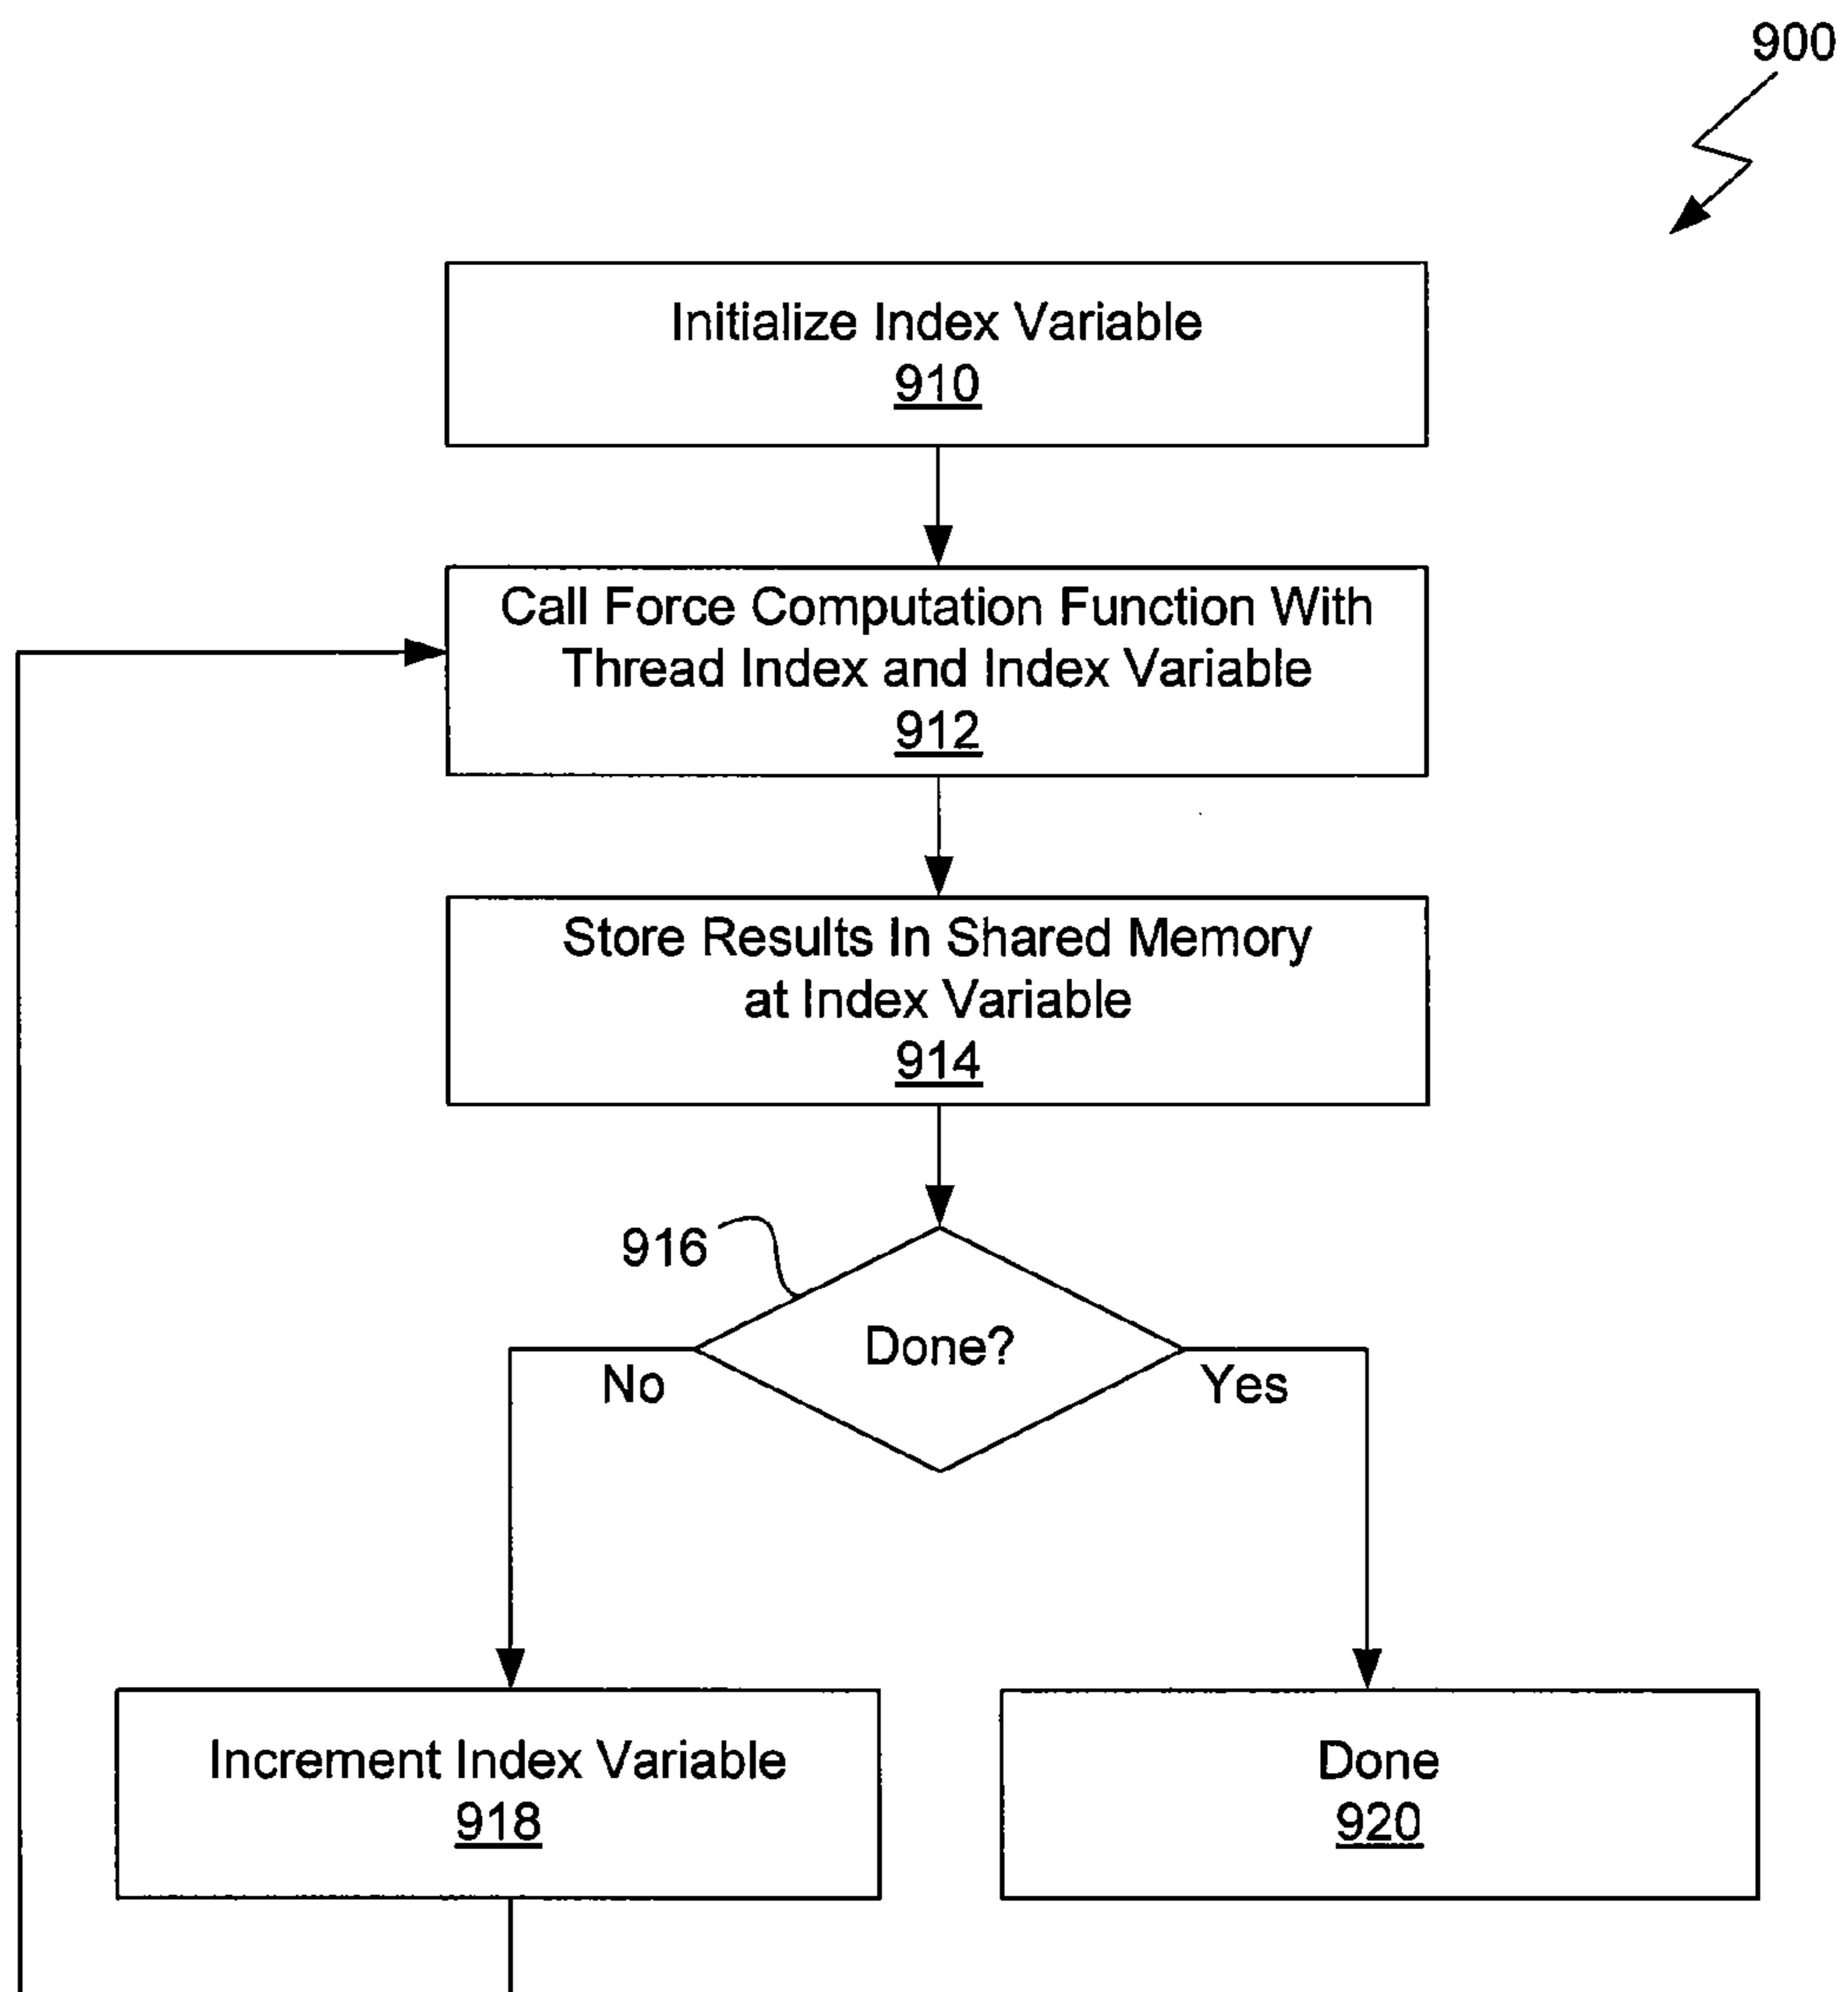 900
Initialize Index Variable
910
Call Force Computation Function With
Thread Index and Index Variable
912
Store Results In Shared Memory
at Index Variable
914
916
Done?
No
Yes
Increment Index Variable
918
Done
920